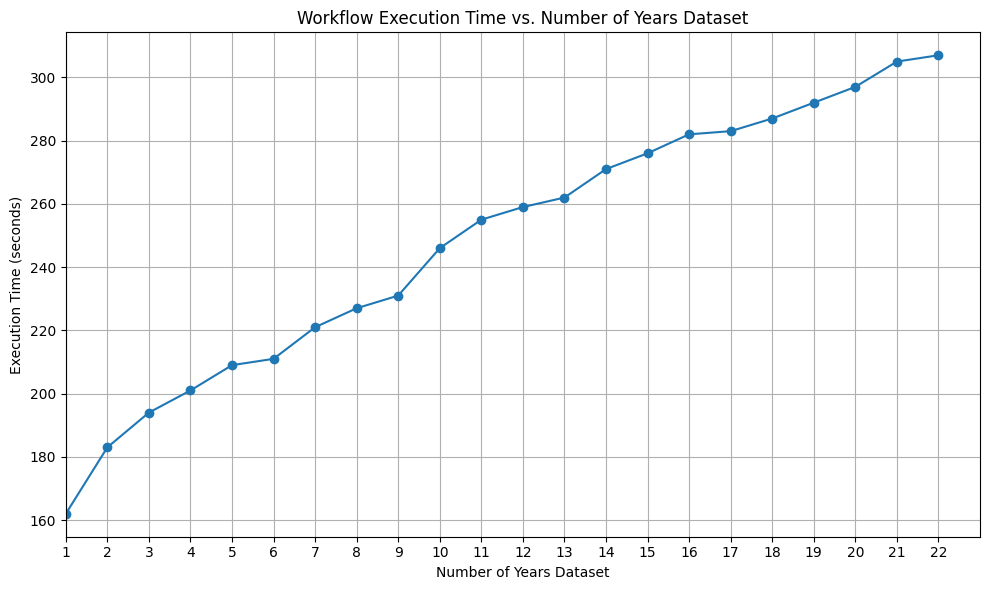 Workflow Execution Time vs. Number of Years Dataset
Execution Time (seconds)
300
280
260
240
220
200
180
160
1 2 3 4 5 6 7 8 9 10 11 12 13 14 15 16 17 18 19 20 21 22
Number of Years Dataset